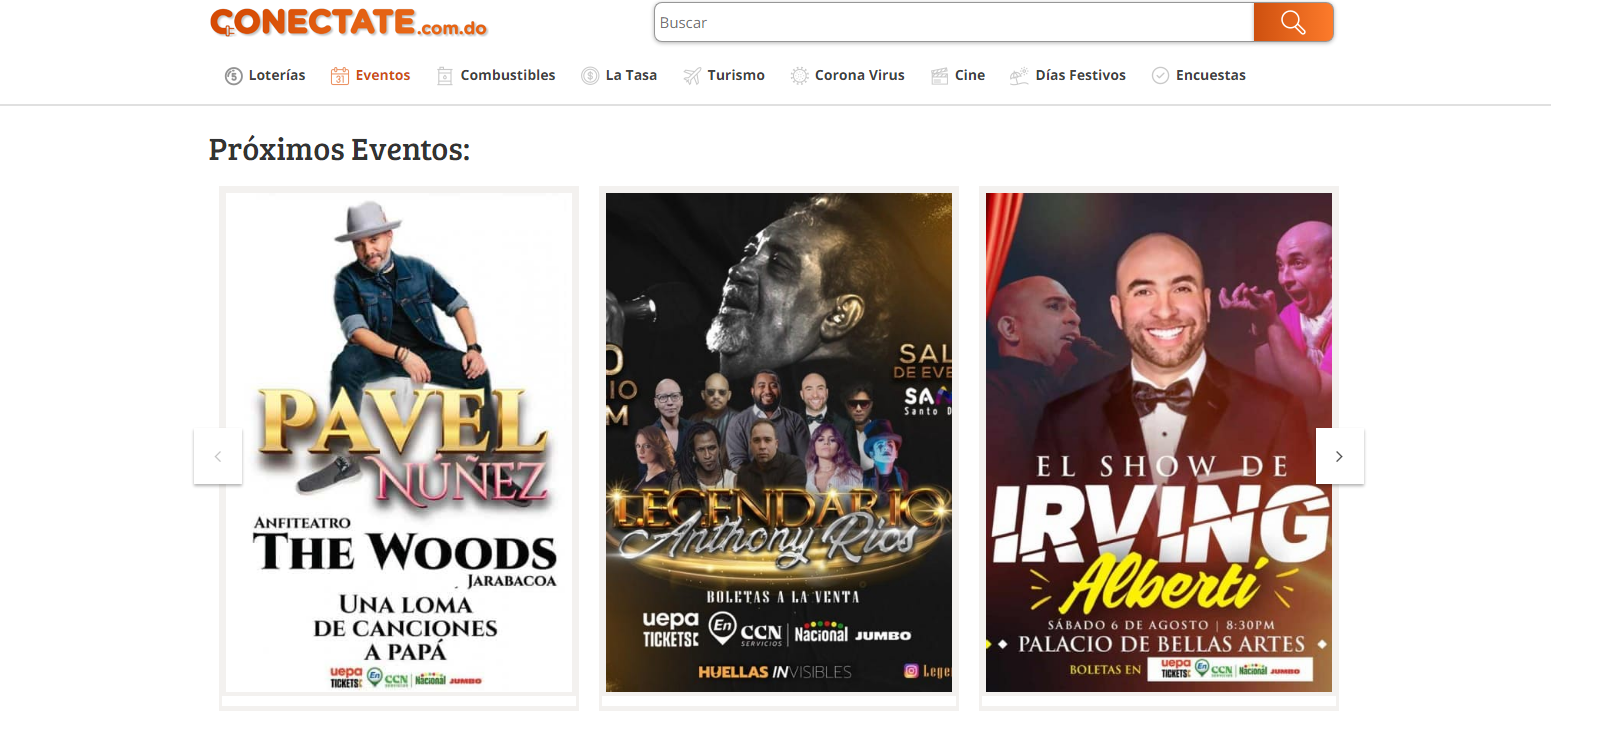 CONECTATE.com.do
Buscar
Loterías
Eventos
Combustibles
La Tasa
Turismo
Corona Virus
Cine
Días Festivos
Encuestas
Próximos Eventos:
PAVEL
NUÑEZ
ANFITEATRO
THE WOODS
JARABACOA
UNA LOMA
DE CANCIONES
A PAPÁ
uepa TICKETS En CCN SERVICIOS Nacional JUMBO
SAL
DE EVE
Santo D
LEGENDARIO
Anthony Ríos
BOLETAS A LA VENTA
uepa TICKETS En CCN SERVICIOS Nacional JUMBO
HUELLAS INVISIBLES
Lege
EL SHOW DE
IRVING
Alberti
SÁBADO 6 DE AGOSTO | 8:30PM
PALACIO DE BELLAS ARTES
BOLETAS EN uepa TICKETS En CCN SERVICIOS Nacional JUMBO